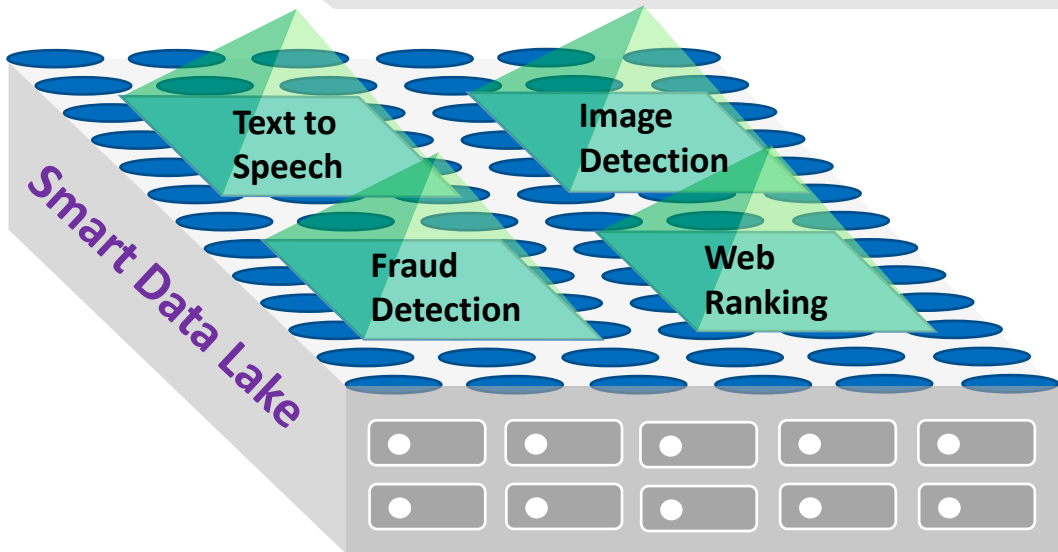 Text to
Speech
Image
Detection
Smart Data Lake
Fraud
Detection
Web
Ranking